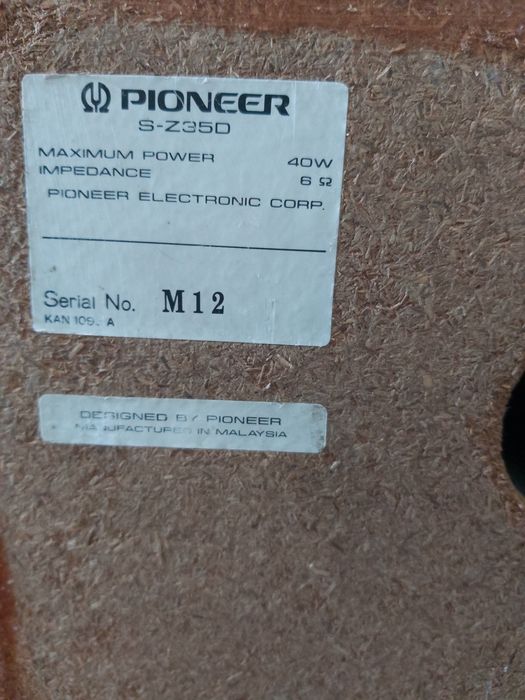 PIONEER
S-Z35D
MAXIMUM POWER 40W
IMPEDANCE 6 Ω
PIONEER ELECTRONIC CORP.
Serial No. M12
KAN A
DESIGNED BY PIONEER
MANUFACTURED IN MALAYSIA